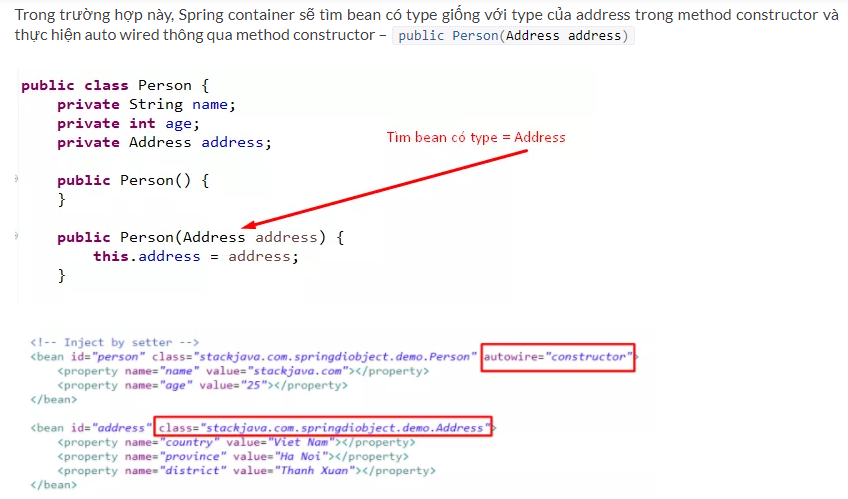 Trong trường hợp này, Spring container sẽ tìm bean có type giống với type của address trong method constructor và
thực hiện auto wired thông qua method constructor – public Person(Address address)
public class Person {
private String name;
private int age;
private Address address;
Tìm bean có type = Address
public Person() {
}
public Person(Address address) {
this.address = address;
}
<!-- Inject by setter -->
<bean id="person" class="stackjava.com.springdiobject.demo.Person" autowire="constructor">
<property name="name" value="stackjava.com"></property>
<property name="age" value="25"></property>
</bean>
<bean id="address" class="stackjava.com.springdiobject.demo.Address">
<property name="country" value="Viet Nam"></property>
<property name="province" value="Ha Noi"></property>
<property name="district" value="Thanh Xuan"></property>
</bean>